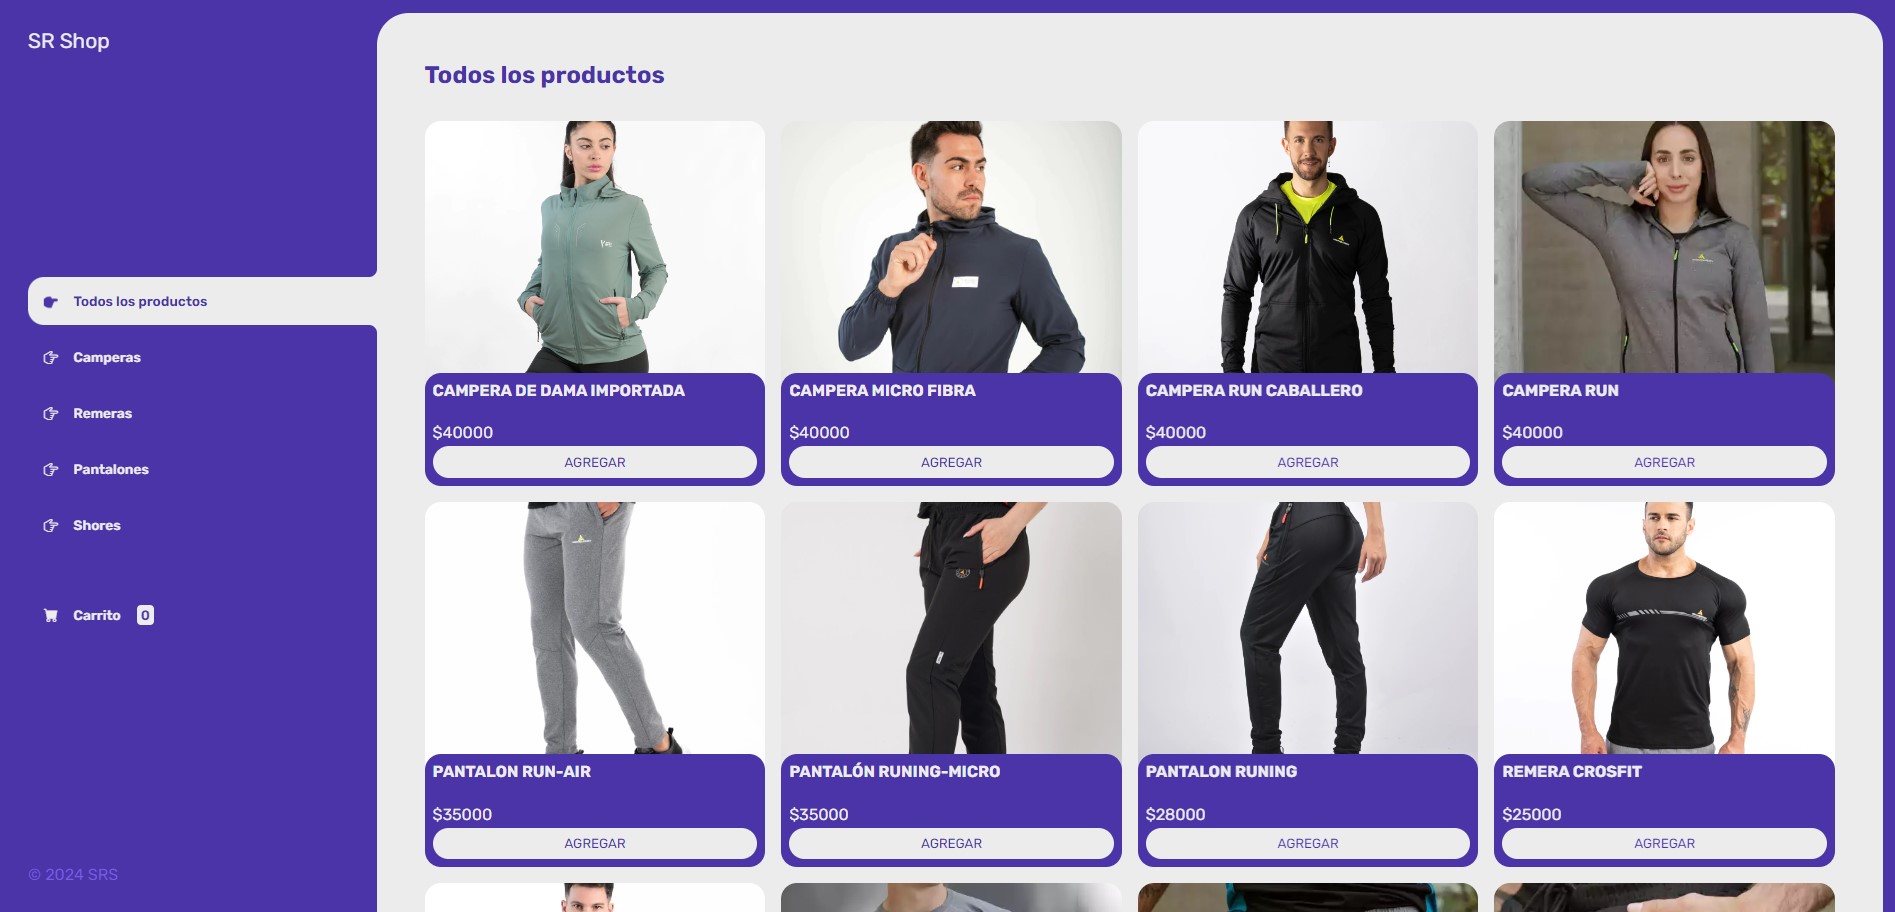 SR Shop
Todos los productos
Camperas
Remeras
Pantalones
Shores
Carrito 0
© 2024 SRS
Todos los productos
CAMPERA DE DAMA IMPORTADA
$40000
AGREGAR
CAMPERA MICRO FIBRA
$40000
AGREGAR
CAMPERA RUN CABALLERO
$40000
AGREGAR
CAMPERA RUN
$40000
AGREGAR
PANTALON RUN-AIR
$35000
AGREGAR
PANTALÓN RUNING-MICRO
$35000
AGREGAR
PANTALON RUNING
$28000
AGREGAR
REMERA CROSFIT
$25000
AGREGAR